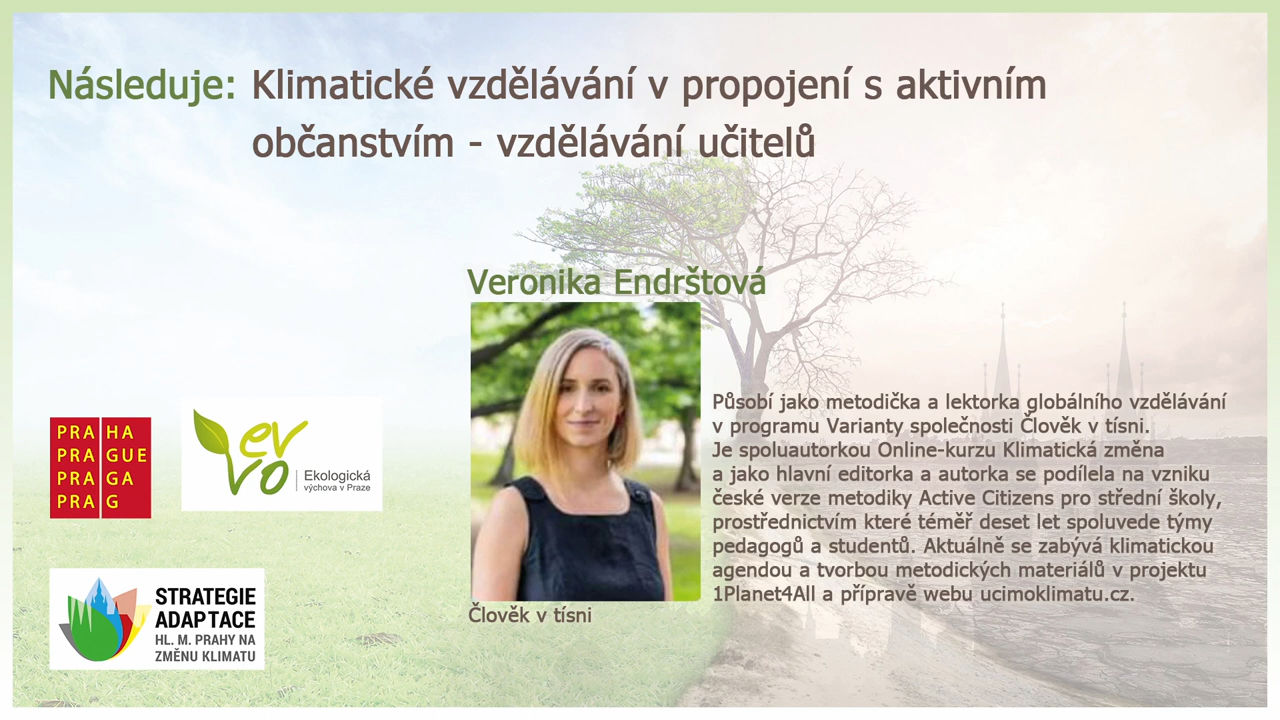 Následuje: Klimatické vzdělávání v propojení s aktivním
občanstvím - vzdělávání učitelů
Veronika Endrštová
Působí jako metodička a lektorka globálního vzdělávání
v programu Varianty společnosti Člověk v tísni.
Je spoluautorkou Online-kurzu Klimatická změna
a jako hlavní editorka a autorka se podílela na vzniku
české verze metodiky Active Citizens pro střední školy,
prostřednictvím které téměř deset let spoluvede týmy
pedagogů a studentů. Aktuálně se zabývá klimatickou
agendou a tvorbou metodických materiálů v projektu
1Planet4All a přípravě webu ucimoklimatu.cz.
Člověk v tísni
PRA HA
PRA GUE
PRA GA
PRA G
evvo
Ekologická
výchova v Praze
STRATEGIE
ADAPTACE
HL. M. PRAHY NA
ZMĚNU KLIMATU